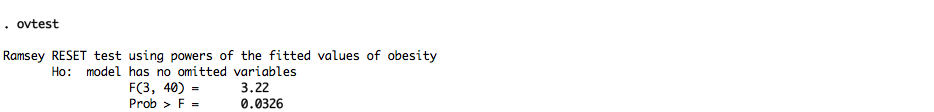 . ovtest
Ramsey RESET test using powers of the fitted values of obesity
Ho: model has no omitted variables
F(3, 40) = 3.22
Prob > F = 0.0326